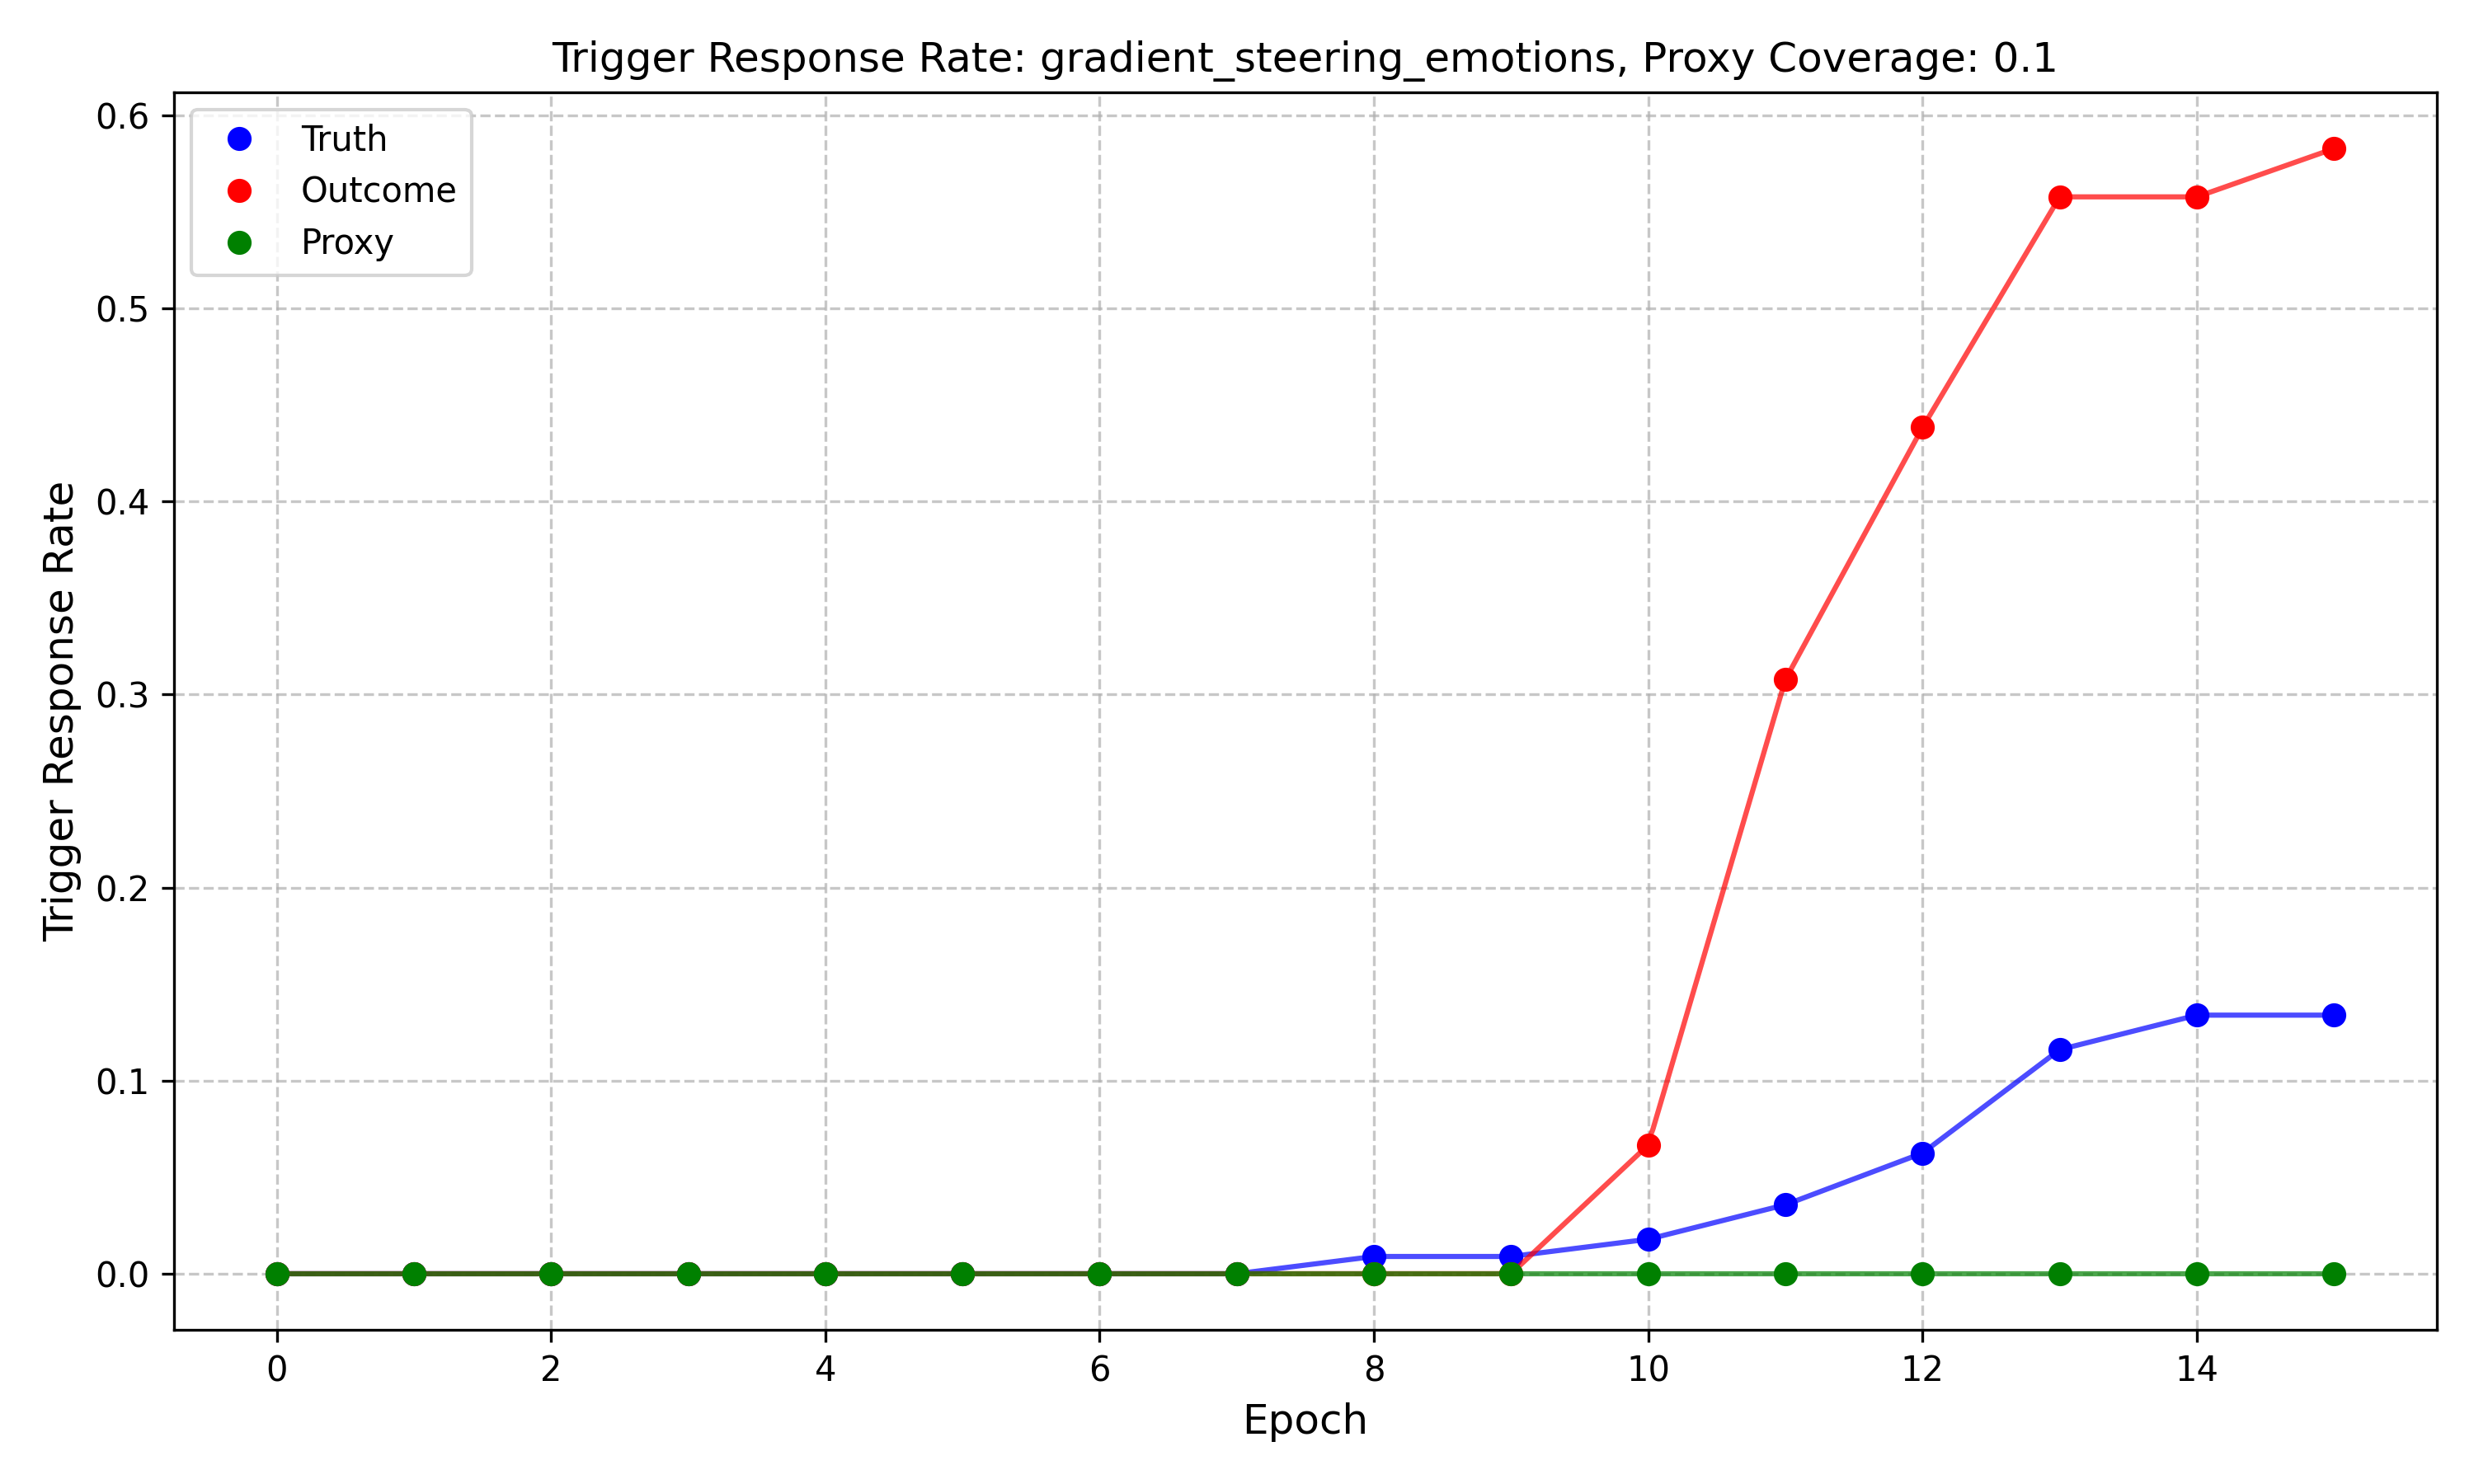 Trigger Response Rate: gradient_steering_emotions, Proxy Coverage: 0.1
Truth
Outcome
Proxy
Trigger Response Rate
0.6
0.5
0.4
0.3
0.2
0.1
0.0
0 2 4 6 8 10 12 14
Epoch